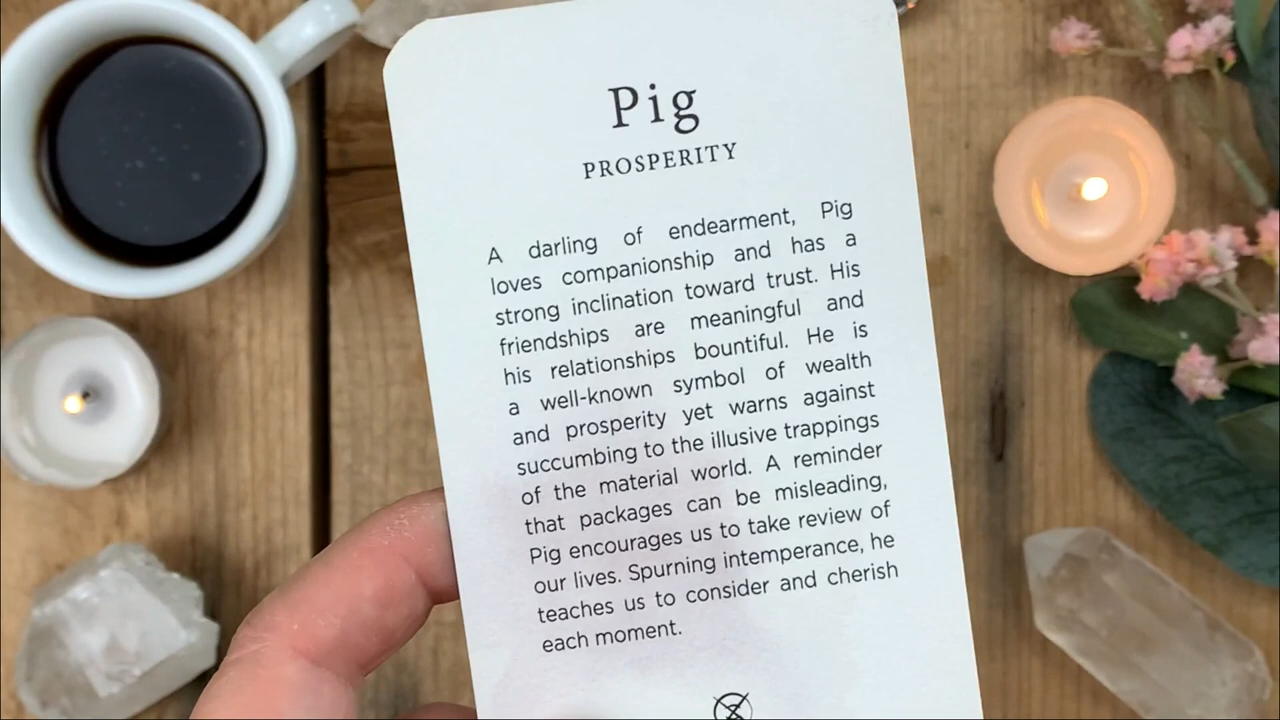 Pig
PROSPERITY
A darling of endearment, Pig
loves companionship and has a
strong inclination toward trust. His
friendships are meaningful and
his relationships bountiful. He is
a well-known symbol of wealth
and prosperity yet warns against
succumbing to the illusive trappings
of the material world. A reminder
that packages can be misleading,
Pig encourages us to take review of
our lives. Spurning intemperance, he
teaches us to consider and cherish
each moment.